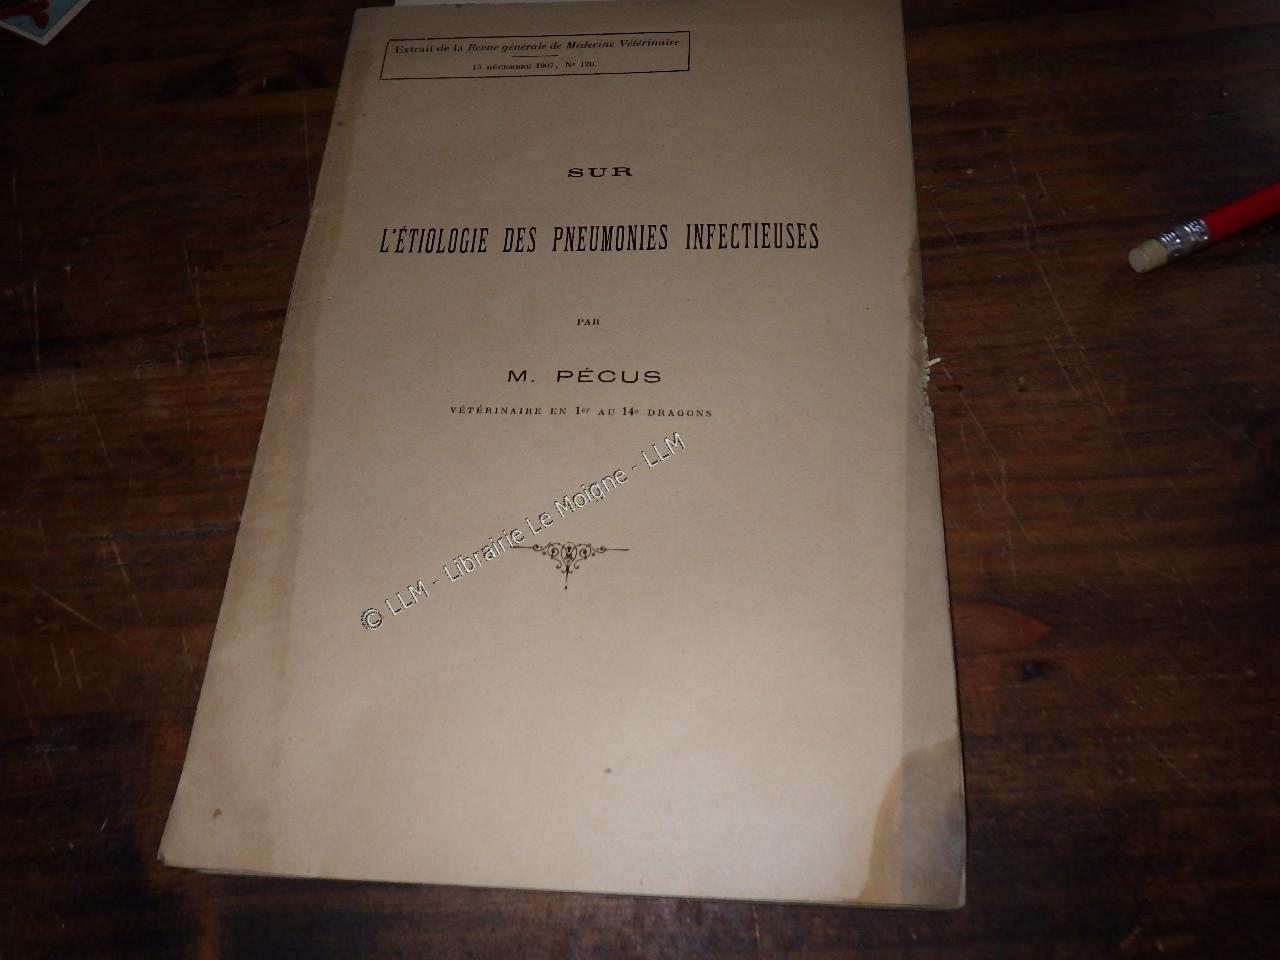 Extrait de la Revue générale de Médecine Vétérinaire
15 DÉCEMBRE 1907, No 120.
SUR
L'ÉTIOLOGIE DES PNEUMONIES INFECTIEUSES
PAR
M. PÉCUS
VÉTÉRINAIRE EN 1er AU 14e DRAGONS
© LLM - Librairie Le Moigne - LLM